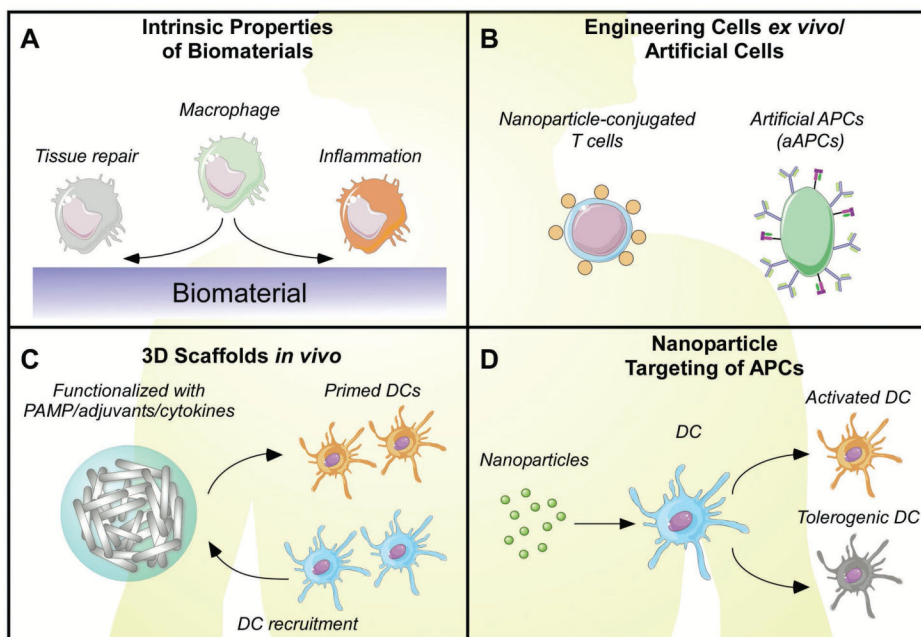 A
Intrinsic Properties
of Biomaterials
Macrophage
Tissue repair
Inflammation
Biomaterial
B
Engineering Cells ex vivo/
Artificial Cells
Nanoparticle-conjugated
T cells
Artificial APCs
(aAPCs)
C
3D Scaffolds in vivo
Functionalized with
PAMP/adjuvants/cytokines
Primed DCs
DC recruitment
D
Nanoparticle
Targeting of APCs
Nanoparticles
DC
Activated DC
Tolerogenic DC